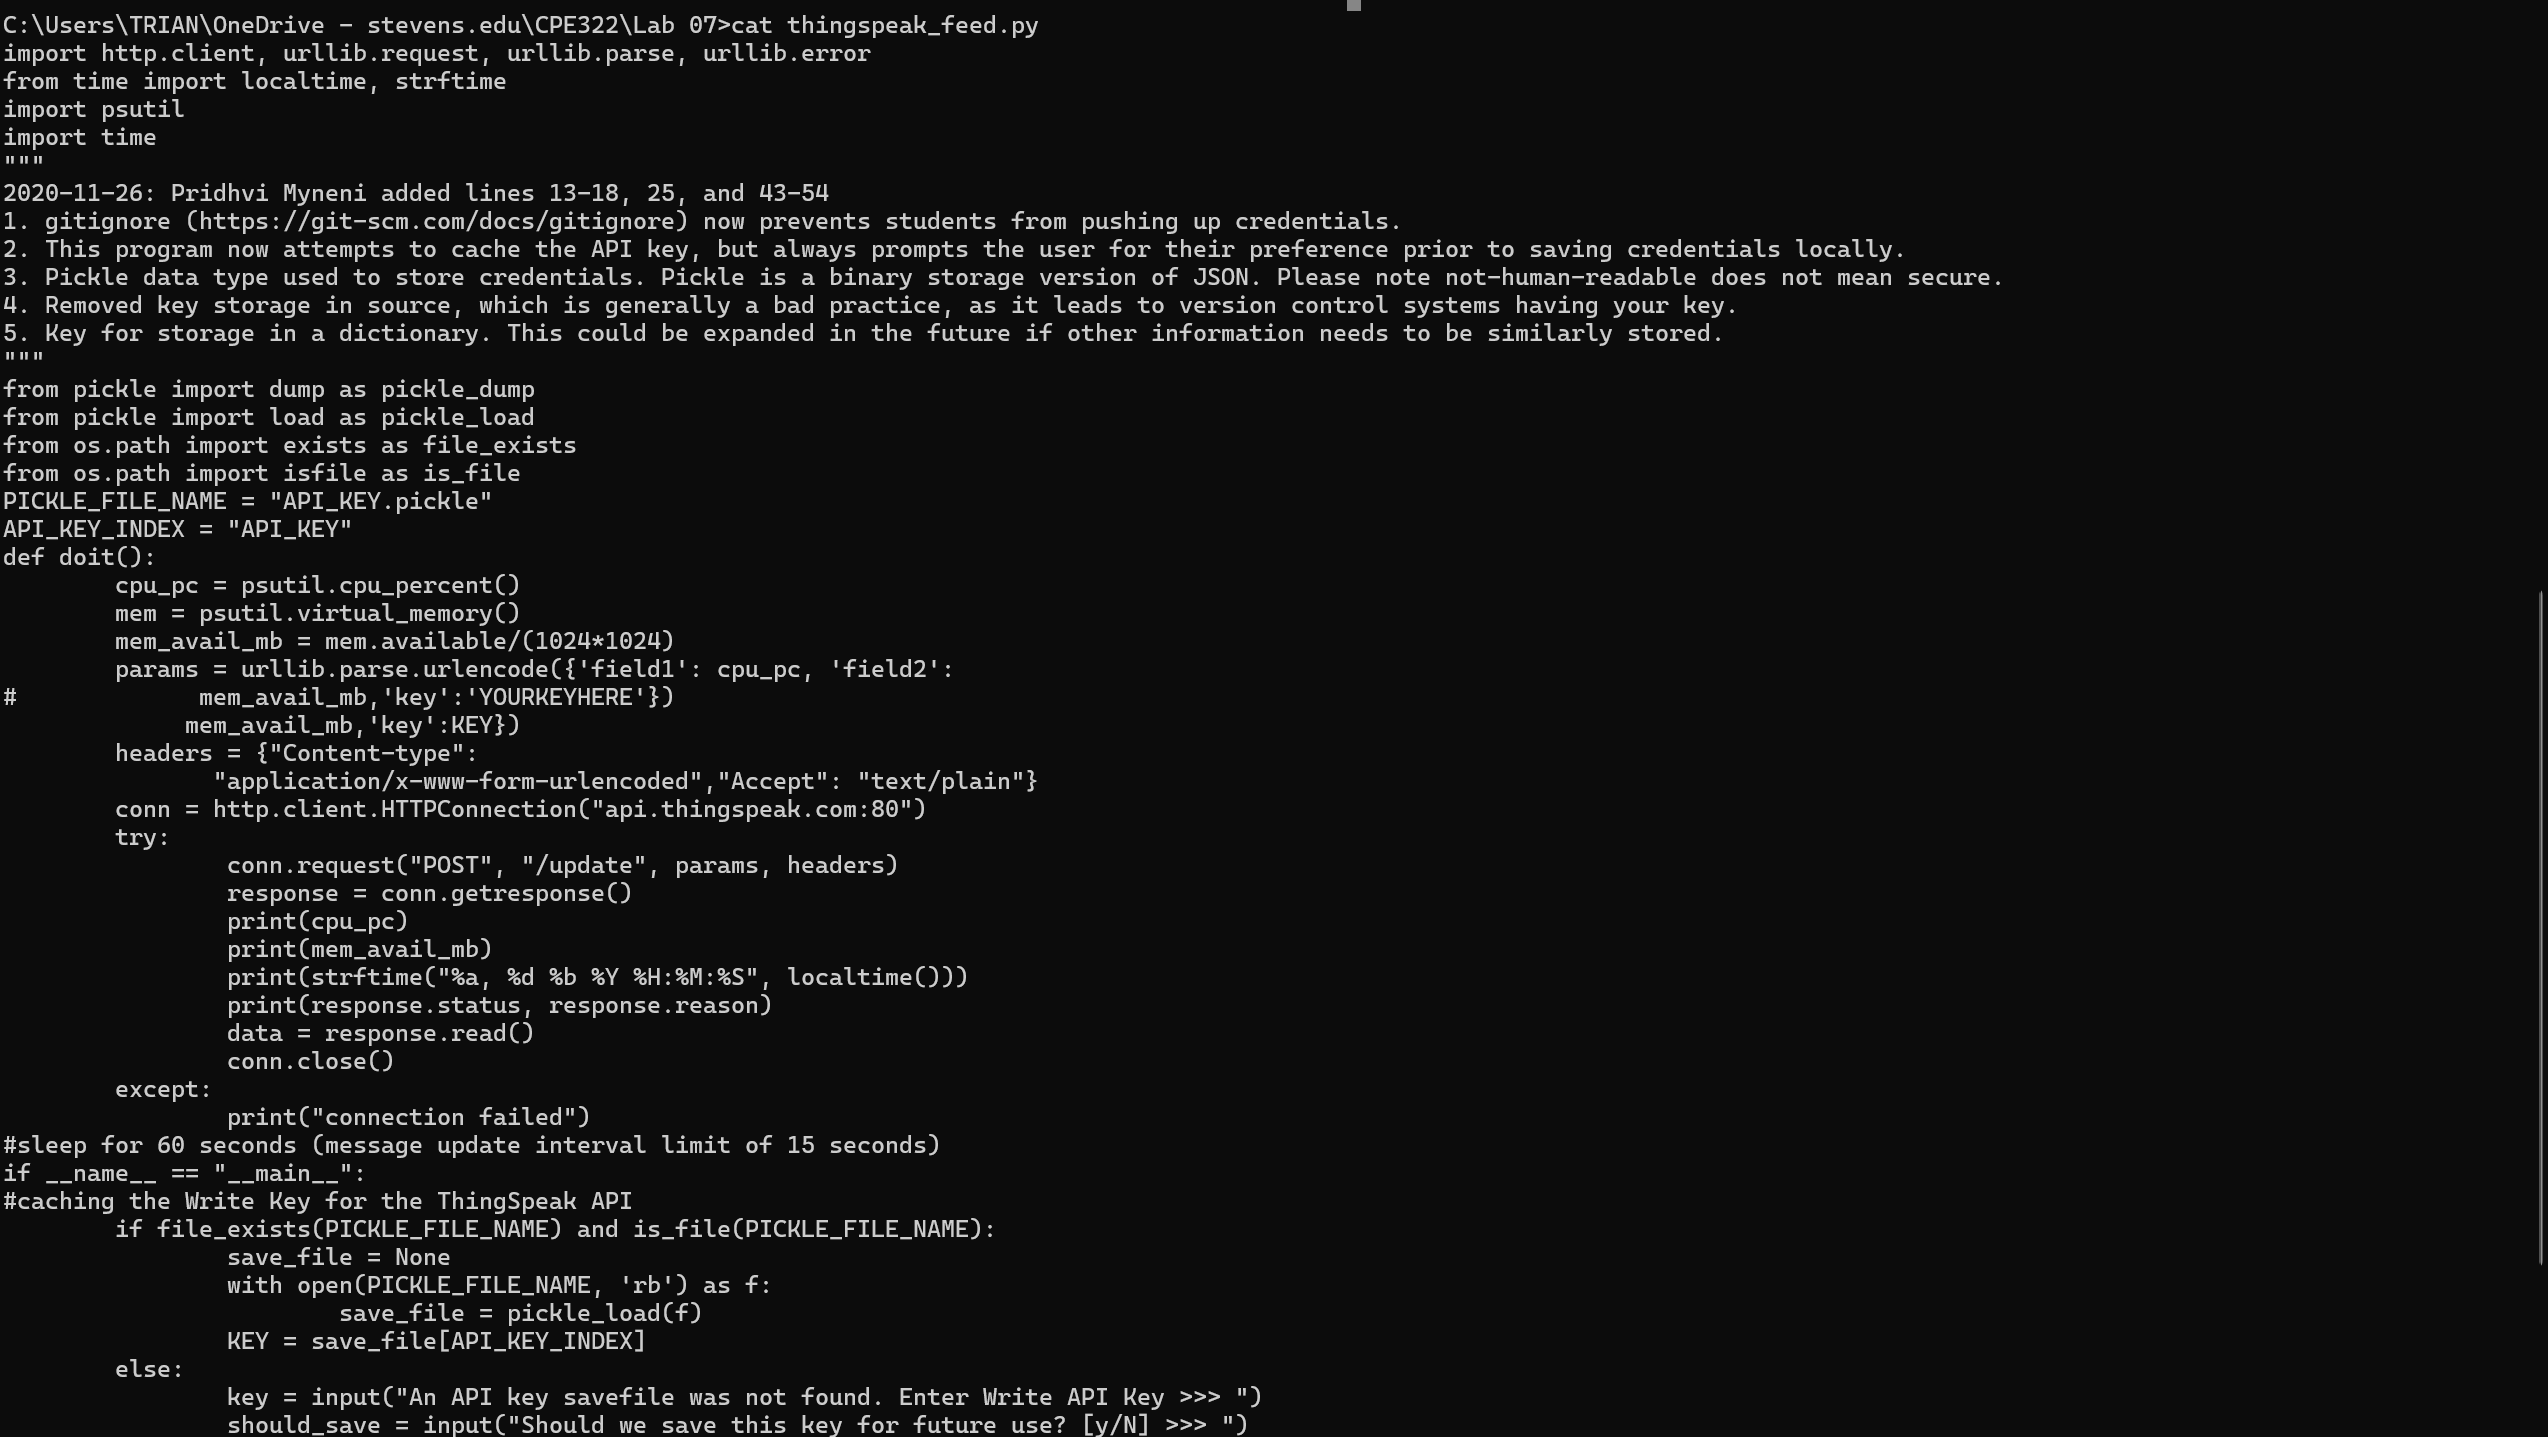 C:\Users\TRIAN\OneDrive - stevens.edu\CPE322\Lab 07>cat thingspeak_feed.py
import http.client, urllib.request, urllib.parse, urllib.error
from time import localtime, strftime
import psutil
import time
"""
2020-11-26: Pridhvi Myneni added lines 13-18, 25, and 43-54
1. gitignore (https://git-scm.com/docs/gitignore) now prevents students from pushing up credentials.
2. This program now attempts to cache the API key, but always prompts the user for their preference prior to saving credentials locally.
3. Pickle data type used to store credentials. Pickle is a binary storage version of JSON. Please note not-human-readable does not mean secure.
4. Removed key storage in source, which is generally a bad practice, as it leads to version control systems having your key.
5. Key for storage in a dictionary. This could be expanded in the future if other information needs to be similarly stored.
"""
from pickle import dump as pickle_dump
from pickle import load as pickle_load
from os.path import exists as file_exists
from os.path import isfile as is_file
PICKLE_FILE_NAME = "API_KEY.pickle"
API_KEY_INDEX = "API_KEY"
def doit():
        cpu_pc = psutil.cpu_percent()
        mem = psutil.virtual_memory()
        mem_avail_mb = mem.available/(1024*1024)
        params = urllib.parse.urlencode({'field1': cpu_pc, 'field2':
#             mem_avail_mb,'key':'YOURKEYHERE'})
             mem_avail_mb,'key':KEY})
        headers = {"Content-type":
               "application/x-www-form-urlencoded","Accept": "text/plain"}
        conn = http.client.HTTPConnection("api.thingspeak.com:80")
        try:
                conn.request("POST", "/update", params, headers)
                response = conn.getresponse()
                print(cpu_pc)
                print(mem_avail_mb)
                print(strftime("%a, %d %b %Y %H:%M:%S", localtime()))
                print(response.status, response.reason)
                data = response.read()
                conn.close()
        except:
                print("connection failed")
#sleep for 60 seconds (message update interval limit of 15 seconds)
if __name__ == "__main__":
#caching the Write Key for the ThingSpeak API
        if file_exists(PICKLE_FILE_NAME) and is_file(PICKLE_FILE_NAME):
                save_file = None
                with open(PICKLE_FILE_NAME, 'rb') as f:
                        save_file = pickle_load(f)
                KEY = save_file[API_KEY_INDEX]
        else:
                key = input("An API key savefile was not found. Enter Write API Key >>> ")
                should_save = input("Should we save this key for future use? [y/N] >>> ")